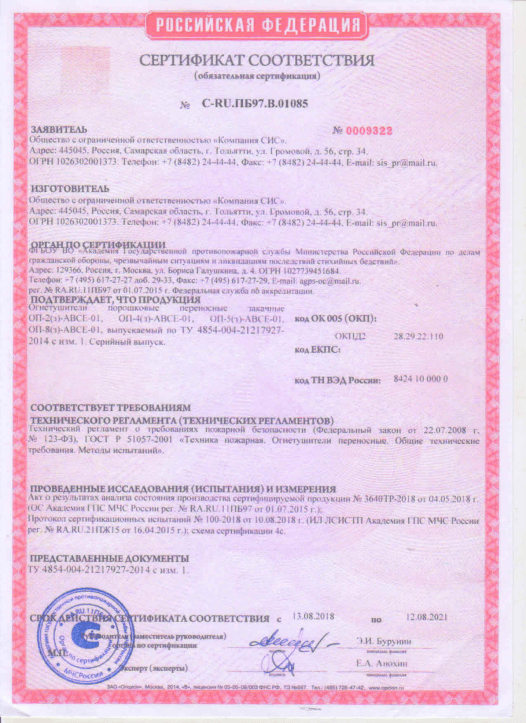 РОССИЙСКАЯ ФЕДЕРАЦИЯ
СЕРТИФИКАТ СООТВЕТСТВИЯ
(обязательная сертификация)
№ C-RU.ПБ97.В.01085
ЗАЯВИТЕЛЬ № 0009322
Общество с ограниченной ответственностью «Компания СИС».
Адрес: 445045, Россия, Самарская область, г. Тольятти, ул. Громовой, д. 56, стр. 34.
ОГРН 1026302001373. Телефон: +7 (8482) 24-44-44, Факс: +7 (8482) 24-44-44, E-mail: sis_pr@mail.ru.
ИЗГОТОВИТЕЛЬ
Общество с ограниченной ответственностью «Компания СИС».
Адрес: 445045, Россия, Самарская область, г. Тольятти, ул. Громовой, д. 56, стр. 34.
ОГРН 1026302001373. Телефон: +7 (8482) 24-44-44, Факс: +7 (8482) 24-44-44, E-mail: sis_pr@mail.ru.
ОРГАН ПО СЕРТИФИКАЦИИ
ФГБОУ ВО «Академия Государственной противопожарной службы Министерства Российской Федерации по делам
гражданской обороны, чрезвычайным ситуациям и ликвидации последствий стихийных бедствий».
Адрес: 129366, Россия, г. Москва, ул. Бориса Галушкина, д. 4. ОГРН 1027739451684.
Телефон: +7 (495) 617-27-27 доб. 29-33, Факс: +7 (495) 617-27-29, E-mail: agps-oc@mail.ru.
рег. № RA.RU.11ПБ97 от 01.07.2015 г. Федеральная служба по аккредитации.
ПОДТВЕРЖДАЕТ, ЧТО ПРОДУКЦИЯ
Огнетушители порошковые переносные закачные
ОП-2(з)-АВСЕ-01, ОП-4(з)-АВСЕ-01, ОП-5(з)-АВСЕ-01,
ОП-8(з)-АВСЕ-01, выпускаемый по ТУ 4854-004-21217927-
2014 с изм. 1. Серийный выпуск.
код ОК 005 (ОКП):
ОКПД2 28.29.22.110
код ЕКПС:
код ТН ВЭД России: 8424 10 000 0
СООТВЕТСТВУЕТ ТРЕБОВАНИЯМ
ТЕХНИЧЕСКОГО РЕГЛАМЕНТА (ТЕХНИЧЕСКИХ РЕГЛАМЕНТОВ)
Технический регламент о требованиях пожарной безопасности (Федеральный закон от 22.07.2008 г.
№ 123-ФЗ), ГОСТ Р 51057-2001 «Техника пожарная. Огнетушители переносные. Общие технические
требования. Методы испытаний».
ПРОВЕДЕННЫЕ ИССЛЕДОВАНИЯ (ИСПЫТАНИЯ) И ИЗМЕРЕНИЯ
Акт о результатах анализа состояния производства сертифицируемой продукции № 3640ТР-2018 от 04.05.2018 г.
(ОС Академия ГПС МЧС России рег. № RA.RU.11ПБ97 от 01.07.2015 г.);
Протокол сертификационных испытаний № 100-2018 от 10.08.2018 г. (ИЛ ЛСИСТП Академия ГПС МЧС России
рег. № RA.RU.21ПЖ15 от 16.04.2015 г.); схема сертификации 4с.
ПРЕДСТАВЛЕННЫЕ ДОКУМЕНТЫ
ТУ 4854-004-21217927-2014 с изм. 1.
СРОК ДЕЙСТВИЯ СЕРТИФИКАТА СООТВЕТСТВИЯ с 13.08.2018 по 12.08.2021
Руководитель (заместитель руководителя)
органа по сертификации
Э.И. Бурунин
М.П.
Эксперт (эксперты)
Е.А. Анохин